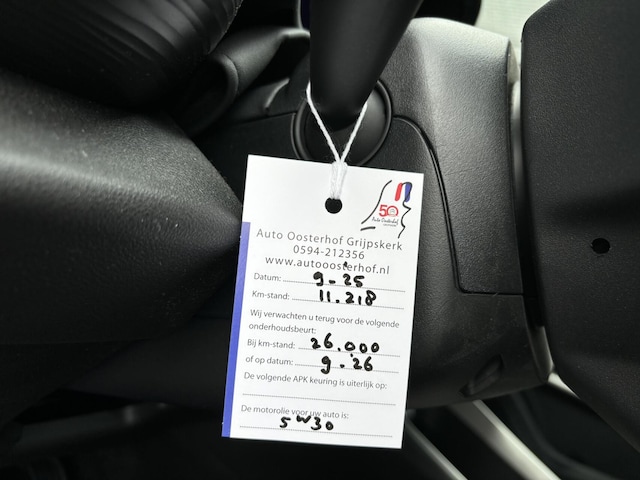 50
Auto Oosterhof
Auto Oosterhof Grijpskerk
0594-212356
www.autooosterhof.nl
Datum: 9-25
Km-stand: 11.218
Wij verwachten u terug voor de volgende
onderhoudsbeurt:
Bij km-stand: 26.000
of op datum: 9-26
De volgende APK keuring is uiterlijk op:
De motorolie voor uw auto is:
5W30